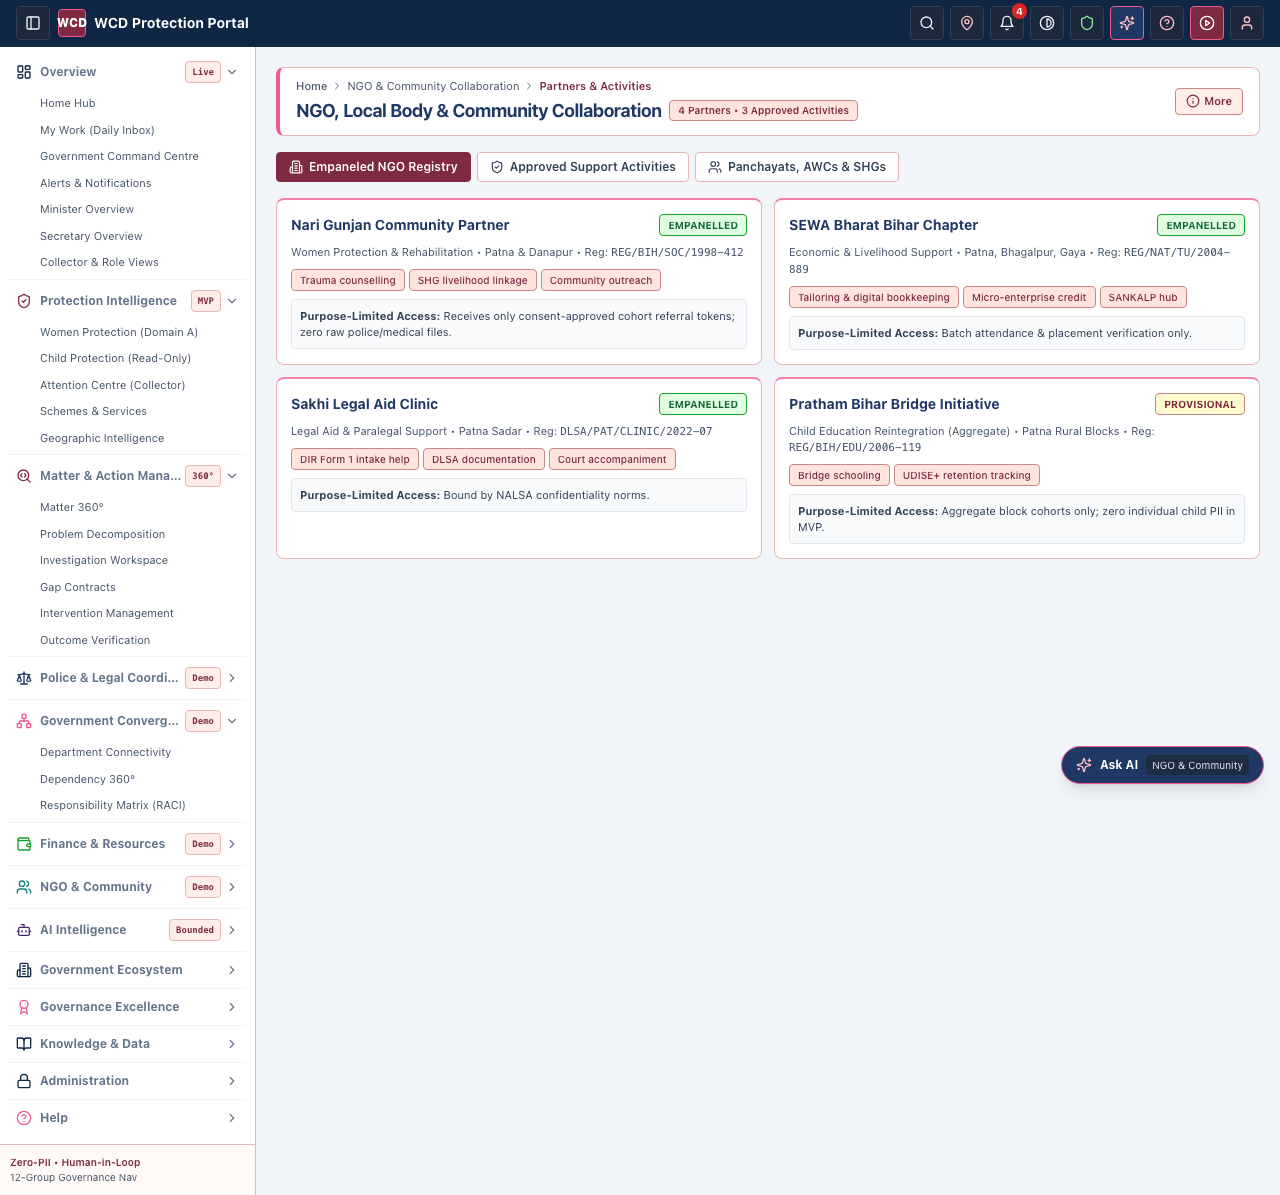 WCD WCD Protection Portal
4
Overview Live
Home Hub
My Work (Daily Inbox)
Government Command Centre
Alerts & Notifications
Minister Overview
Secretary Overview
Collector & Role Views
Protection Intelligence MVP
Women Protection (Domain A)
Child Protection (Read-Only)
Attention Centre (Collector)
Schemes & Services
Geographic Intelligence
Matter & Action Mana... 360°
Matter 360°
Problem Decomposition
Investigation Workspace
Gap Contracts
Intervention Management
Outcome Verification
Police & Legal Coordi... Demo
Government Converg... Demo
Department Connectivity
Dependency 360°
Responsibility Matrix (RACI)
Finance & Resources Demo
NGO & Community Demo
AI Intelligence Bounded
Government Ecosystem
Governance Excellence
Knowledge & Data
Administration
Help
Zero-PII • Human-in-Loop
12-Group Governance Nav
Home > NGO & Community Collaboration > Partners & Activities
NGO, Local Body & Community Collaboration 4 Partners • 3 Approved Activities
More
Empaneled NGO Registry Approved Support Activities Panchayats, AWCs & SHGs
Nari Gunjan Community Partner EMPANELLED
Women Protection & Rehabilitation • Patna & Danapur • Reg: REG/BIH/SOC/1998-412
Trauma counselling SHG livelihood linkage Community outreach
Purpose-Limited Access: Receives only consent-approved cohort referral tokens;
zero raw police/medical files.
SEWA Bharat Bihar Chapter EMPANELLED
Economic & Livelihood Support • Patna, Bhagalpur, Gaya • Reg: REG/NAT/TU/2004-
889
Tailoring & digital bookkeeping Micro-enterprise credit SANKALP hub
Purpose-Limited Access: Batch attendance & placement verification only.
Sakhi Legal Aid Clinic EMPANELLED
Legal Aid & Paralegal Support • Patna Sadar • Reg: DLSA/PAT/CLINIC/2022-07
DIR Form 1 intake help DLSA documentation Court accompaniment
Purpose-Limited Access: Bound by NALSA confidentiality norms.
Pratham Bihar Bridge Initiative PROVISIONAL
Child Education Reintegration (Aggregate) • Patna Rural Blocks • Reg:
REG/BIH/EDU/2006-119
Bridge schooling UDISE+ retention tracking
Purpose-Limited Access: Aggregate block cohorts only; zero individual child PII in
MVP.
Ask AI NGO & Community